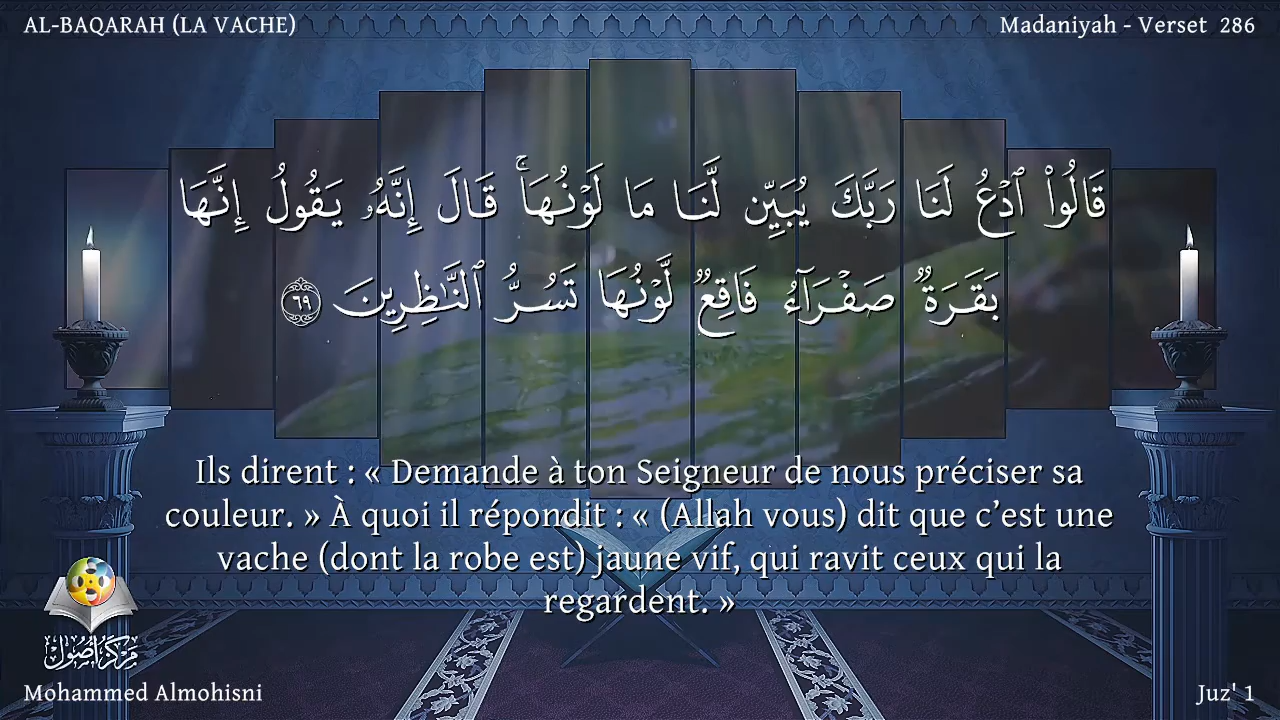 AL-BAQARAH (LA VACHE)
Madaniyah - Verset 286
قَالُوا۟ ٱدْعُ لَنَا رَبَّكَ يُبَيِّن لَّنَا مَا لَوْنُهَا ۚ قَالَ إِنَّهُۥ يَقُولُ إِنَّهَا
بَقَرَةٌ صَفْرَآءُ فَاقِعٌ لَّوْنُهَا تَسُرُّ ٱلنَّـٰظِرِينَ ٦٩
Ils dirent : « Demande à ton Seigneur de nous préciser sa
couleur. » À quoi il répondit : « (Allah vous) dit que c’est une
vache (dont la robe est) jaune vif, qui ravit ceux qui la
regardent. »
مركز أصول
Mohammed Almohisni
Juz' 1